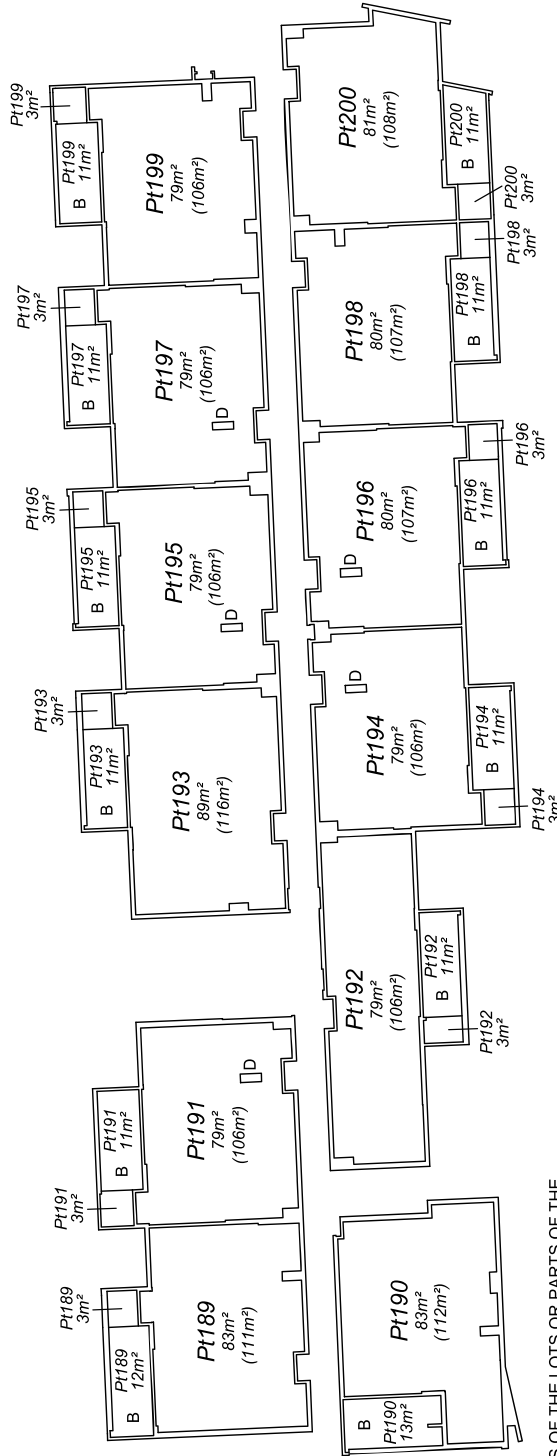 Pt199
3m²
Pt199
11m²
B
Pt199
79m²
(106m²)
Pt200
81m²
(108m²)
Pt200
11m²
B
Pt200
3m²
Pt197
3m²
Pt197
11m²
B
Pt197
79m²
(106m²)
D
Pt198
80m²
(107m²)
Pt198
3m²
Pt198
11m²
B
Pt195
3m²
Pt195
11m²
B
Pt195
79m²
(106m²)
D
Pt196
80m²
(107m²)
D
Pt196
3m²
Pt196
11m²
B
Pt193
3m²
Pt193
11m²
B
Pt193
89m²
(116m²)
Pt194
79m²
(106m²)
D
Pt194
11m²
B
Pt194
3m²
Pt192
79m²
(106m²)
Pt192
11m²
B
Pt192
3m²
Pt191
11m²
B
Pt191
3m²
Pt191
79m²
(106m²)
D
Pt189
3m²
Pt189
12m²
B
Pt189
83m²
(111m²)
Pt190
83m²
(112m²)
B
Pt190
13m²
OF THE LOTS OR PARTS OF THE